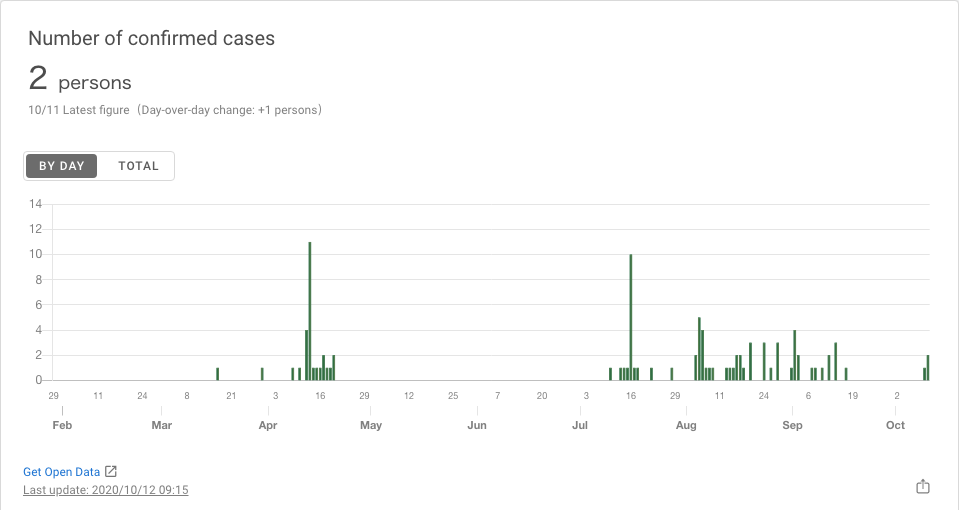 Number of confirmed cases
2 persons
10/11 Latest figure (Day-over-day change: +1 persons)
BY DAY TOTAL
14
12
10
8
6
4
2
0
29 11 24 8 21 3 16 29 12 25 7 20 3 16 29 11 24 6 19 2
Feb Mar Apr May Jun Jul Aug Sep Oct
Get Open Data
Last update: 2020/10/12 09:15